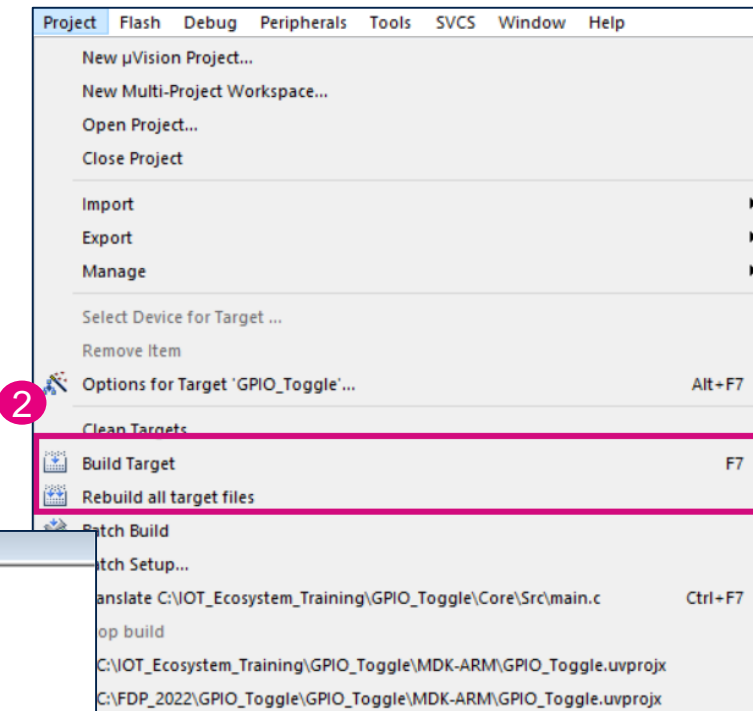 Project Flash Debug Peripherals Tools SVCS Window Help
New µVision Project...
New Multi-Project Workspace...
Open Project...
Close Project
Import
Export
Manage
Select Device for Target ...
Remove Item
2
Options for Target 'GPIO_Toggle'... Alt+F7
Clean Targets
Build Target F7
Rebuild all target files
Batch Build
atch Setup...
anslate C:\IOT_Ecosystem_Training\GPIO_Toggle\Core\Src\main.c Ctrl+F7
op build
C:\IOT_Ecosystem_Training\GPIO_Toggle\MDK-ARM\GPIO_Toggle.uvprojx
C:\FDP_2022\GPIO_Toggle\GPIO_Toggle\MDK-ARM\GPIO_Toggle.uvprojx